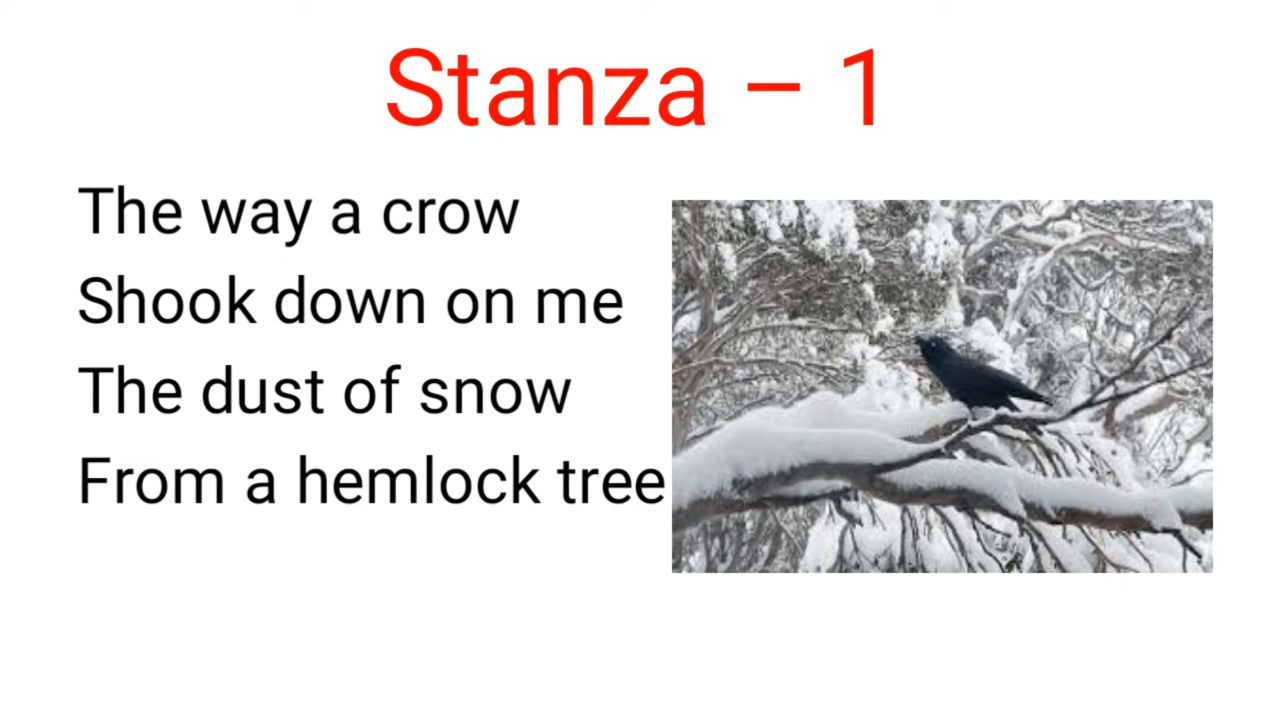 Stanza – 1
The way a crow
Shook down on me
The dust of snow
From a hemlock tree